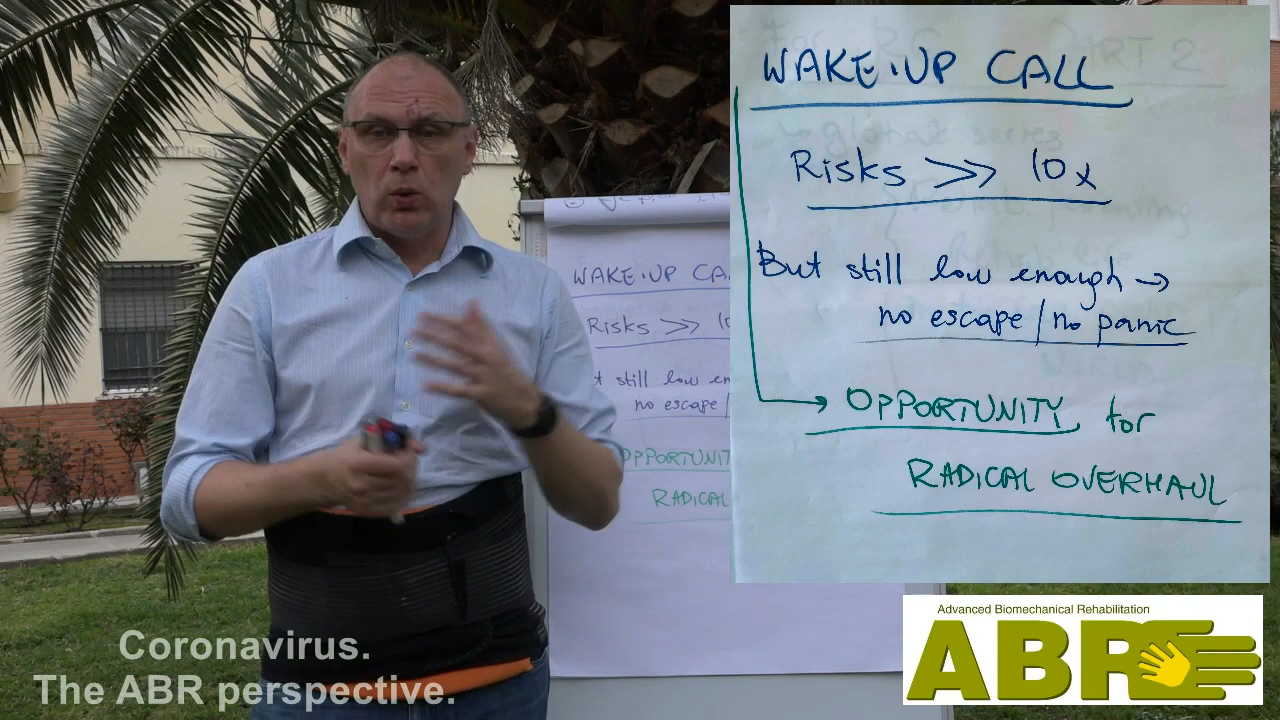 WAKE-UP CALL
Risks >> 10x
But still low enough →
no escape / no panic
OPPORTUNITY for
RADICAL OVERHAUL
WAKE-UP CA
Risks >> 10
t still low en
no escape /
OPPORTUNIT
RADICAL
Coronavirus.
The ABR perspective.
Advanced Biomechanical Rehabilitation
ABR